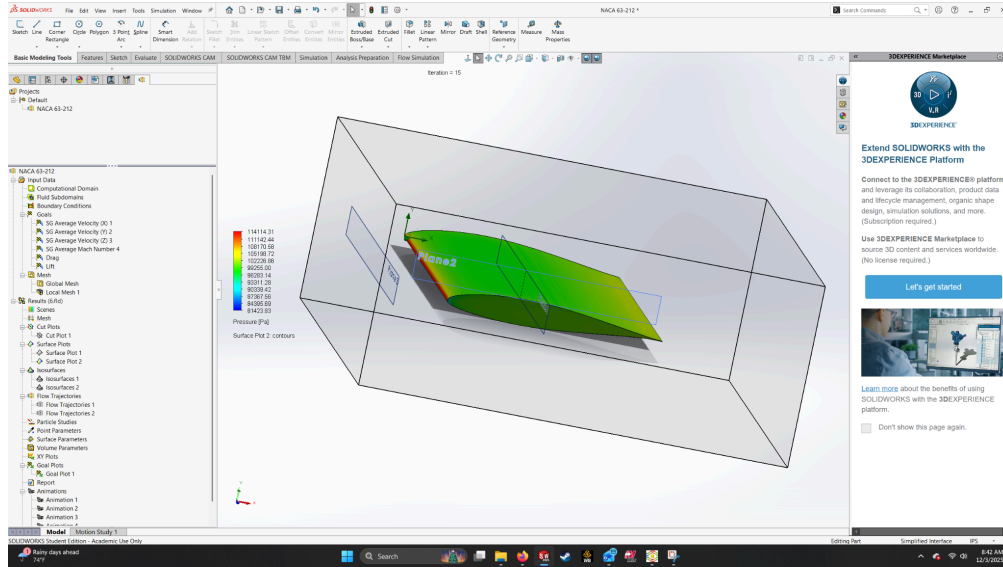 SOLIDWORKS File Edit View Insert Tools Simulation Window
NACA 63-212 *
Search Commands
Sketch Line Corner Rectangle Circle Polygon 3 Point Arc Spline Smart Dimension Add Relation Sketch Trim Entities Linear Sketch Pattern Offset Entities Convert Entities Mirror Entities Extruded Boss/Base Extruded Cut Fillet Linear Pattern Mirror Draft Shell Reference Geometry Measure Mass Properties
Basic Modeling Tools Features Sketch Evaluate SOLIDWORKS CAM SOLIDWORKS CAM TBM Simulation Analysis Preparation Flow Simulation
Iteration = 15
Projects
Default
NACA 63-212
NACA 63-212
Input Data
Computational Domain
Fluid Subdomains
Boundary Conditions
Goals
SG Average Velocity (X) 1
SG Average Velocity (Y) 2
SG Average Velocity (Z) 3
SG Average Mach Number 4
Drag
Lift
Mesh
Global Mesh
Local Mesh 1
Results (6.fld)
Scenes
Mesh
Cut Plots
Cut Plot 1
Surface Plots
Surface Plot 1
Surface Plot 2
Isosurfaces
Isosurfaces 1
Isosurfaces 2
Flow Trajectories
Flow Trajectories 1
Flow Trajectories 2
Particle Studies
Point Parameters
Surface Parameters
Volume Parameters
XY Plots
Goal Plots
Goal Plot 1
Report
Animations
Animation 1
Animation 2
Animation 3
114114.31
111142.44
108170.58
105198.72
102226.86
99255.00
96283.14
93311.28
90339.42
87367.56
84395.69
81423.83
Pressure [Pa]
Surface Plot 2: contours
Plane2
Y
X
3DEXPERIENCE Marketplace
3D V.R
3DEXPERIENCE
Extend SOLIDWORKS with the
3DEXPERIENCE Platform
Connect to the 3DEXPERIENCE® platform
and leverage its collaboration, product data
and lifecycle management, organic shape
design, simulation solutions, and more.
(Subscription required.)
Use 3DEXPERIENCE Marketplace to
source 3D content and services worldwide.
(No license required.)
Let's get started
Learn more about the benefits of using
SOLIDWORKS with the 3DEXPERIENCE
platform.
Don't show this page again.
Model Motion Study 1
SOLIDWORKS Student Edition - Academic Use Only
Editing Part Simplified Interface IPS
Rainy days ahead
74°F
Search
8:42 AM
12/3/2025